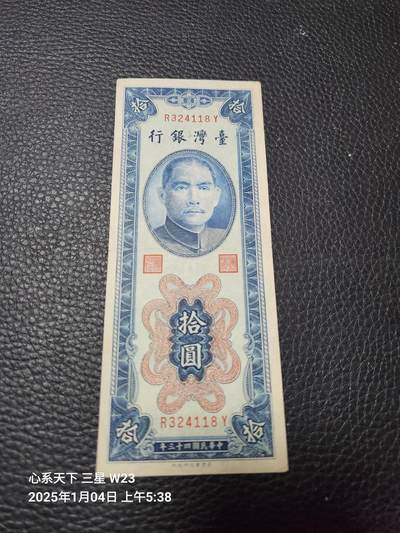 拾 拾
R324118Y
行銀灣臺
拾
圓
R324118Y
拾 拾
年三十四國民華中
心系天下 三星 W23
2025年1月04日 上午5:38